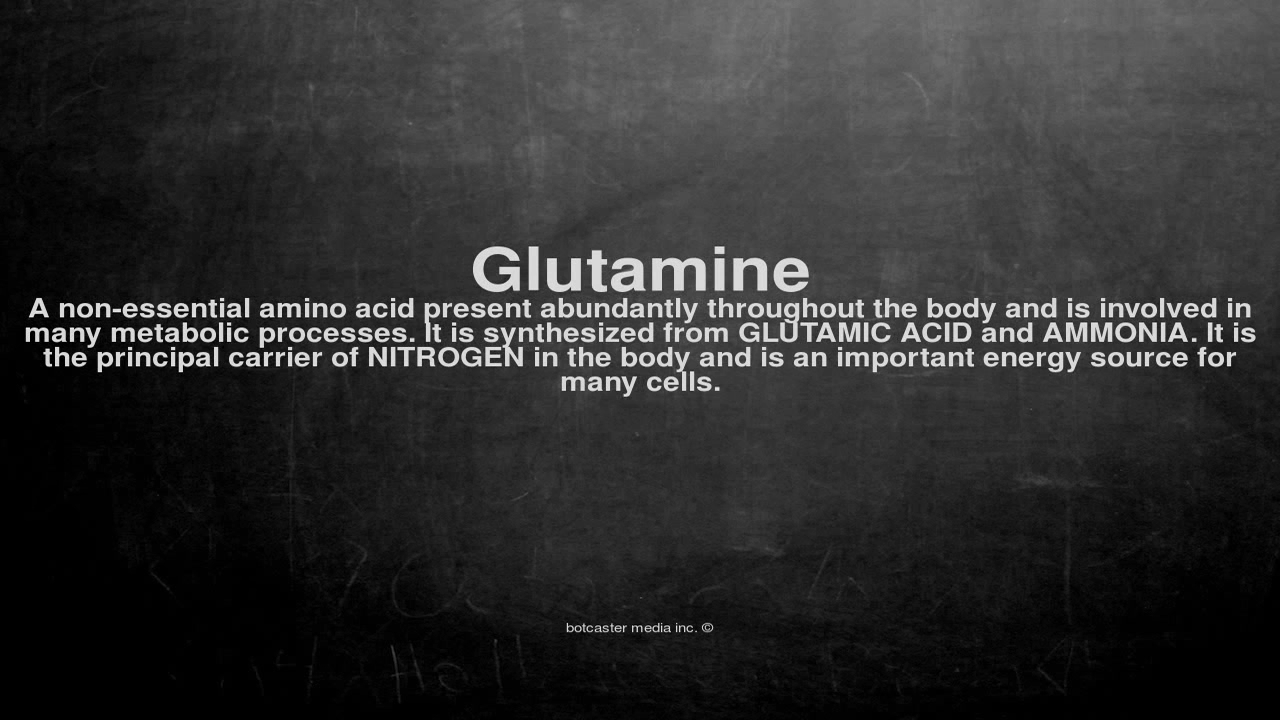 Glutamine
A non-essential amino acid present abundantly throughout the body and is involved in
many metabolic processes. It is synthesized from GLUTAMIC ACID and AMMONIA. It is
the principal carrier of NITROGEN in the body and is an important energy source for
many cells.
botcaster media inc. ©